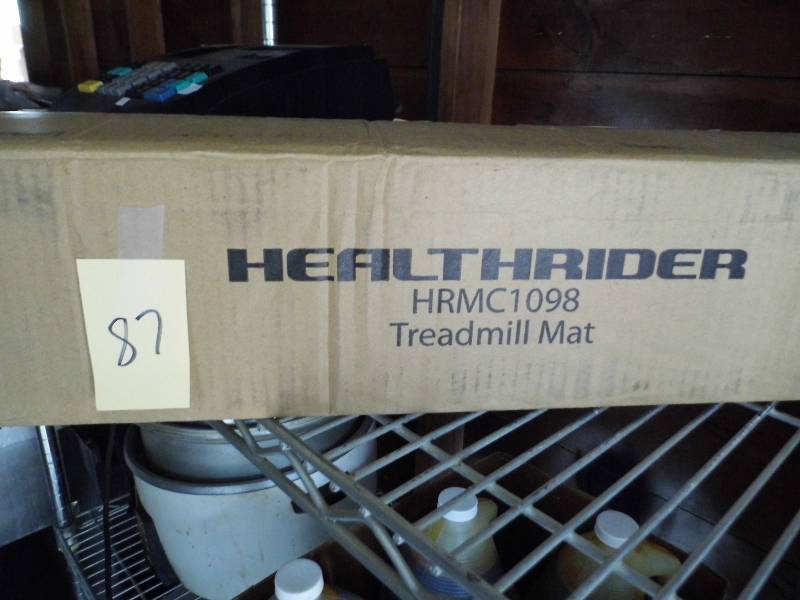 HEALTHRIDER
HRMC1098
Treadmill Mat
87